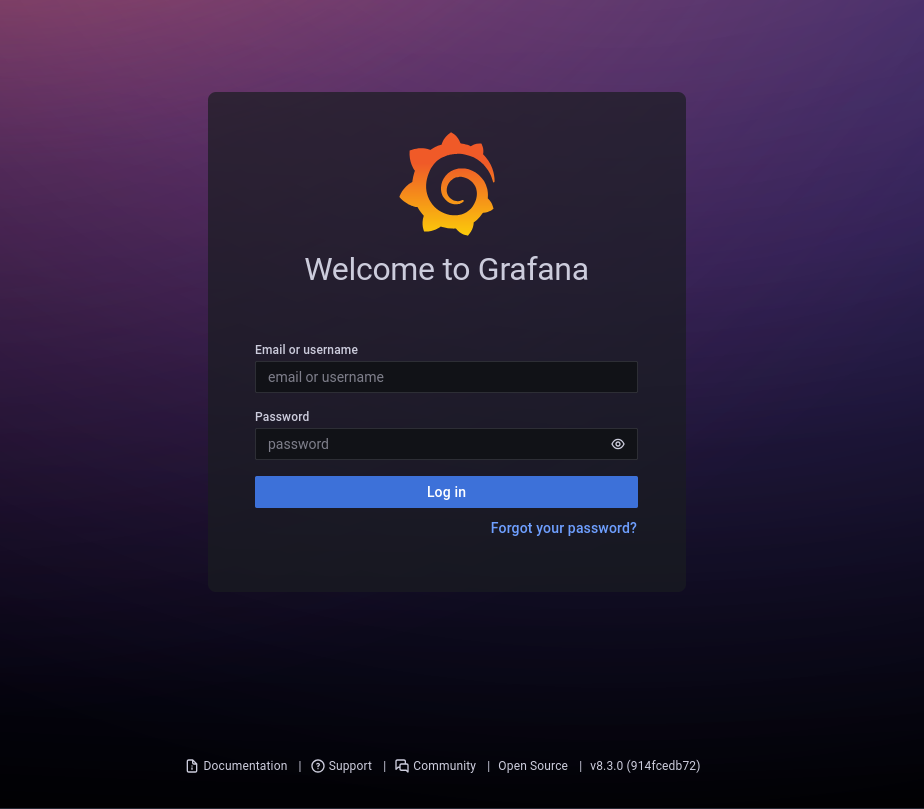 Welcome to Grafana
Email or username
email or username
Password
password
Log in
Forgot your password?
Documentation | Support | Community | Open Source | v8.3.0 (914fcedb72)